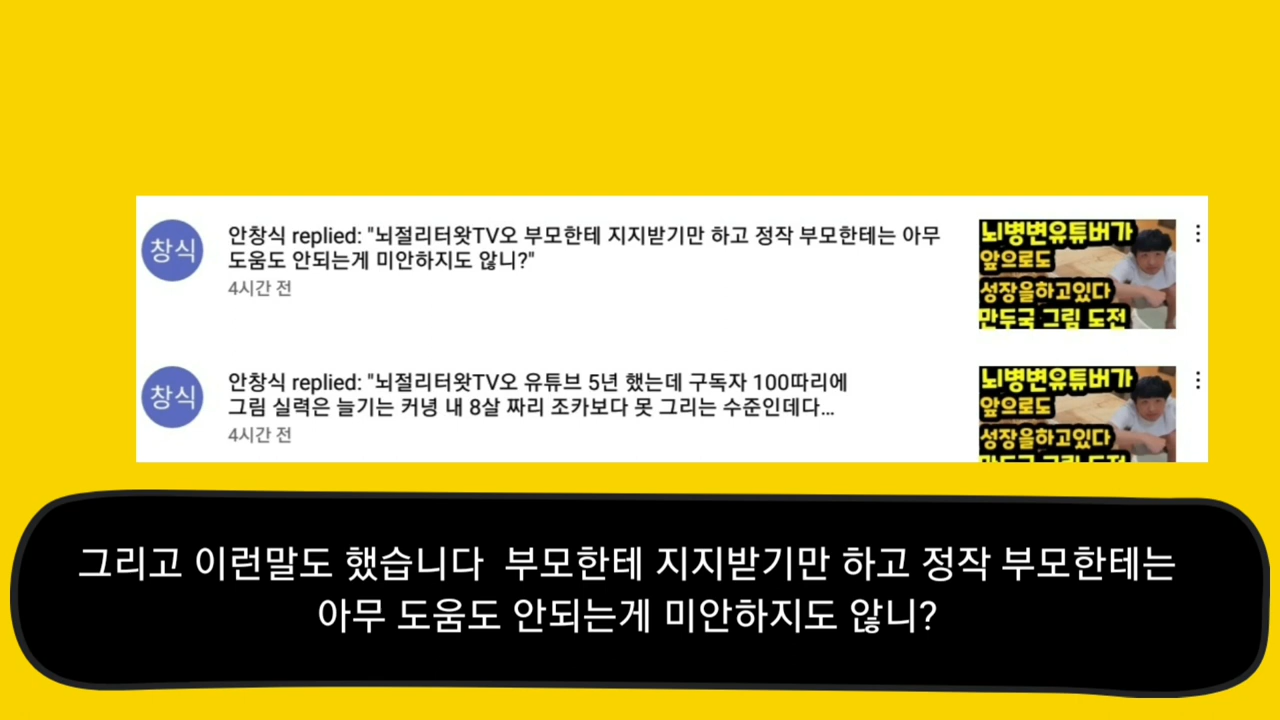 창식
안창식 replied: "뇌절리터왓TV오 부모한테 지지받기만 하고 정작 부모한테는 아무
도움도 안되는게 미안하지도 않니?"
4시간 전
뇌병변유튜버가
앞으로도
성장을하고있다
만두국 그림 도전
창식
안창식 replied: "뇌절리터왓TV오 유튜브 5년 했는데 구독자 100따리에
그림 실력은 늘기는 커녕 내 8살 짜리 조카보다 못 그리는 수준인데다...
4시간 전
뇌병변유튜버가
앞으로도
성장을하고있다
만두국 그림 도전
그리고 이런말도 했습니다 부모한테 지지받기만 하고 정작 부모한테는
아무 도움도 안되는게 미안하지도 않니?